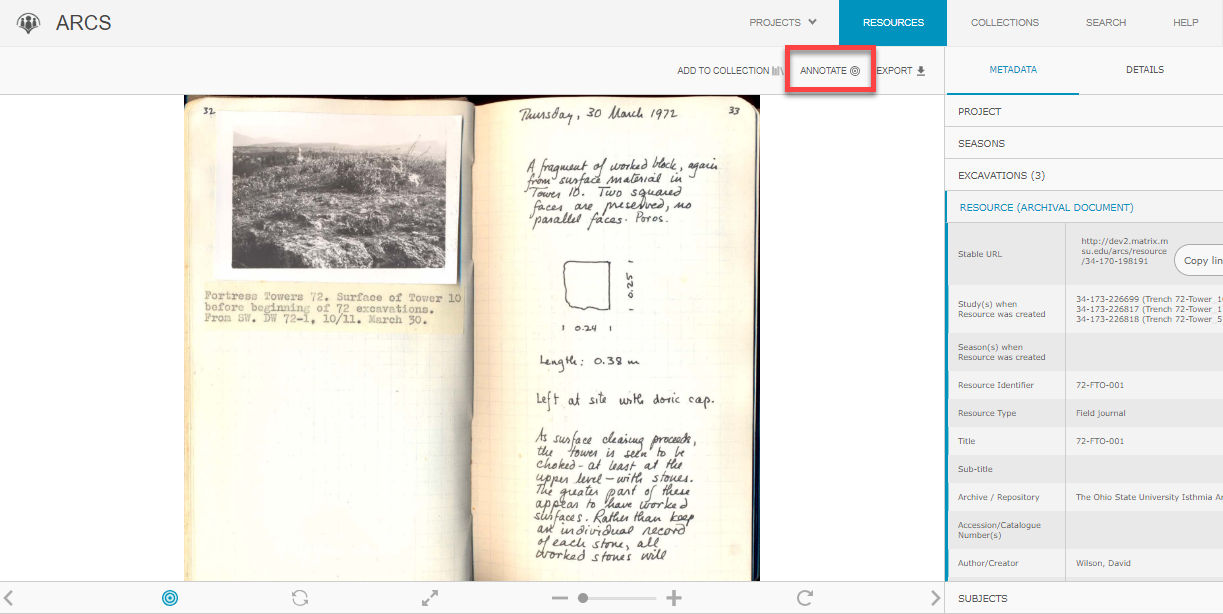 ARCS
PROJECTS
RESOURCES
COLLECTIONS
SEARCH
HELP
ADD TO COLLECTION
ANNOTATE
EXPORT
METADATA
DETAILS
32
Fortress Towers 72. Surface of Tower 10
before beginning of 72 excavations.
From SW. DW 72-1, 10/11. March 30.
Thursday, 30 March 1972
33
A fragment of worked block, again
from surface material in
Tower 10. Two squared
faces are preserved, no
parallel faces. Poros.
0.25
0.24
Length: 0.38 m
Left at site with doric cap.
As surface clearing proceeds,
the tower is seen to be
choked - at least at the
upper level - with stones.
The greater part of these
appear to have worked
surfaces. Rather than keep
an individual record
of each stone, all
worked stones will
PROJECT
SEASONS
EXCAVATIONS (3)
RESOURCE (ARCHIVAL DOCUMENT)
Stable URL
http://dev2.matrix.m
su.edu/arcs/resource
/34-170-198191
Copy lin
Study(s) when
Resource was created
34-173-226699 (Trench 72-Tower_10
34-173-226817 (Trench 72-Tower_1
34-173-226818 (Trench 72-Tower_5
Season(s) when
Resource was created
Resource Identifier
72-FTO-001
Resource Type
Field Journal
Title
72-FTO-001
Sub-title
Archive / Repository
The Ohio State University Isthmia Ar
Accession/Catalogue
Number(s)
Author/Creator
Wilson, David
SUBJECTS